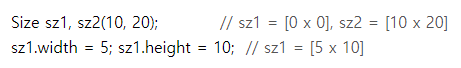 Size sz1, sz2(10, 20); // sz1 = [0 x 0], sz2 = [10 x 20]
sz1.width = 5; sz1.height = 10; // sz1 = [5 x 10]